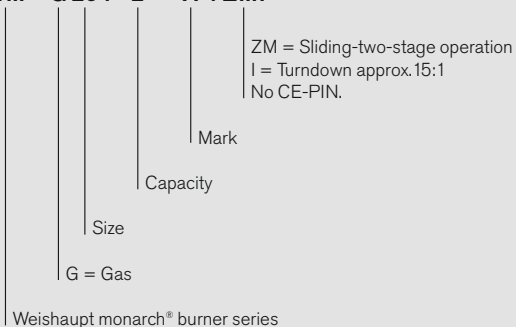 ZM = Sliding-two-stage operation
I = Turndown approx. 15:1
No CE-PIN.
Mark
Capacity
Size
G = Gas
Weishaupt monarch® burner series